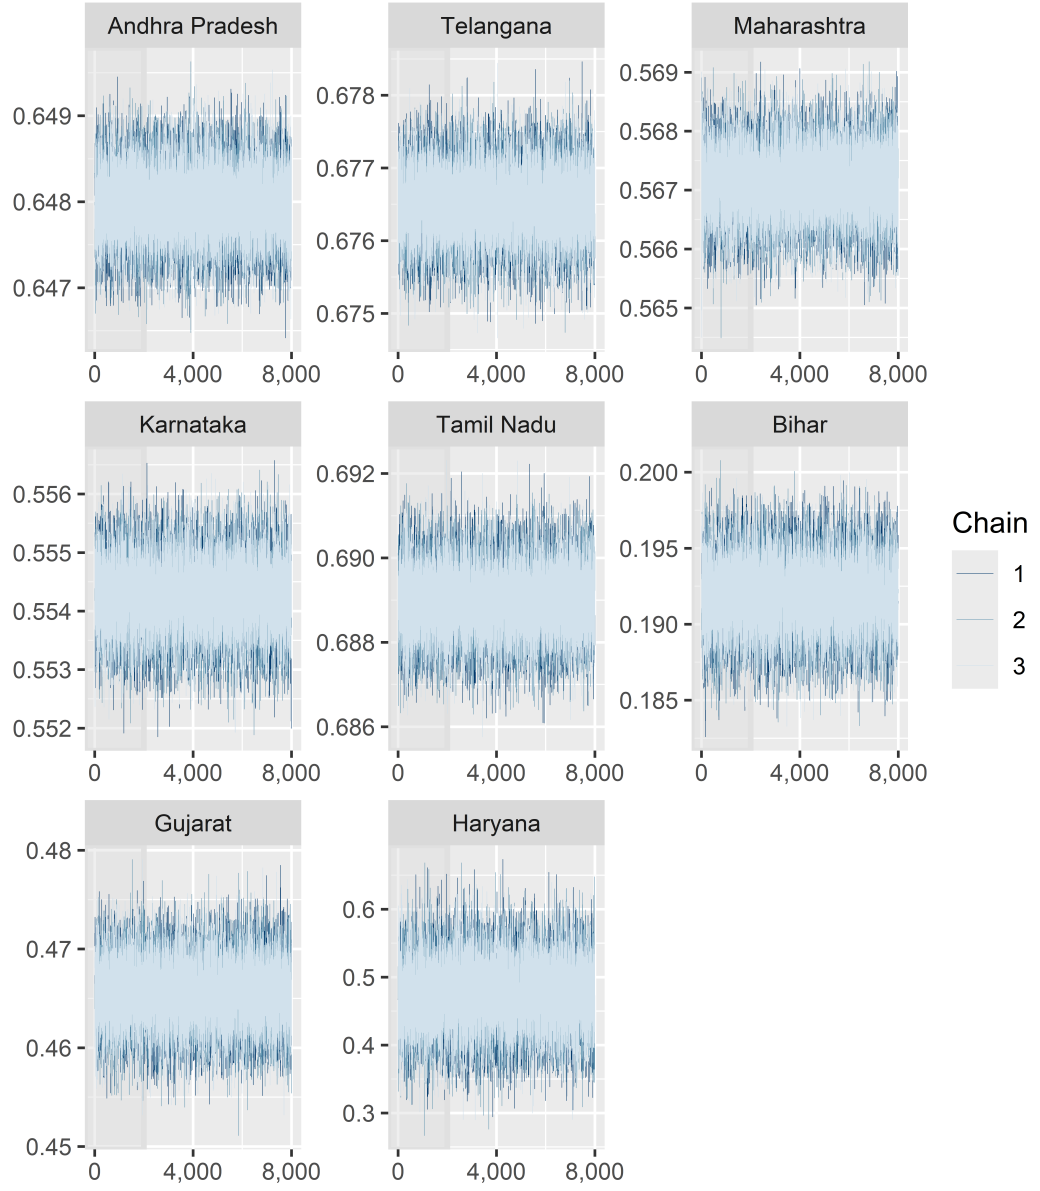 Andhra Pradesh
Telangana
Maharashtra
0.649
0.648
0.647
0.678
0.677
0.676
0.675
0.569
0.568
0.567
0.566
0.565
0 4,000 8,000
0 4,000 8,000
0 4,000 8,000
Karnataka
Tamil Nadu
Bihar
0.556
0.555
0.554
0.553
0.552
0.692
0.690
0.688
0.686
0.200
0.195
0.190
0.185
0 4,000 8,000
0 4,000 8,000
0 4,000 8,000
Gujarat
Haryana
0.48
0.47
0.46
0.45
0.6
0.5
0.4
0.3
0 4,000 8,000
0 4,000 8,000
Chain
1
2
3